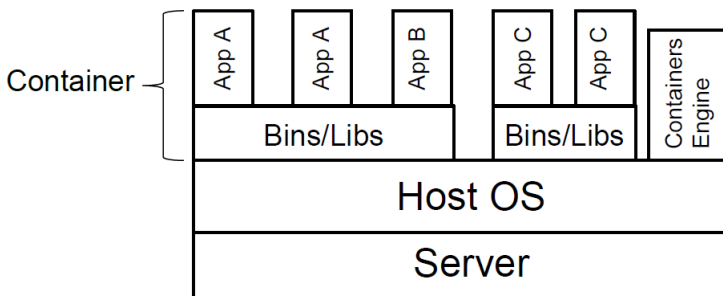 App A
App A
App B
App C
App C
Container
Containers
Engine
Bins/Libs
Bins/Libs
Host OS
Server